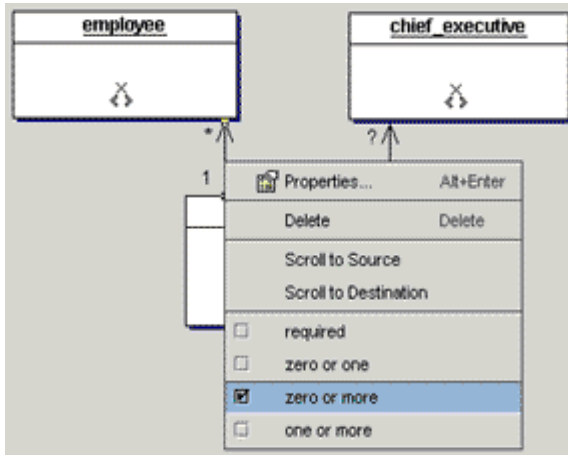 employee
chief_executive
*
?
1
Properties... Alt+Enter
Delete Delete
Scroll to Source
Scroll to Destination
required
zero or one
zero or more
one or more